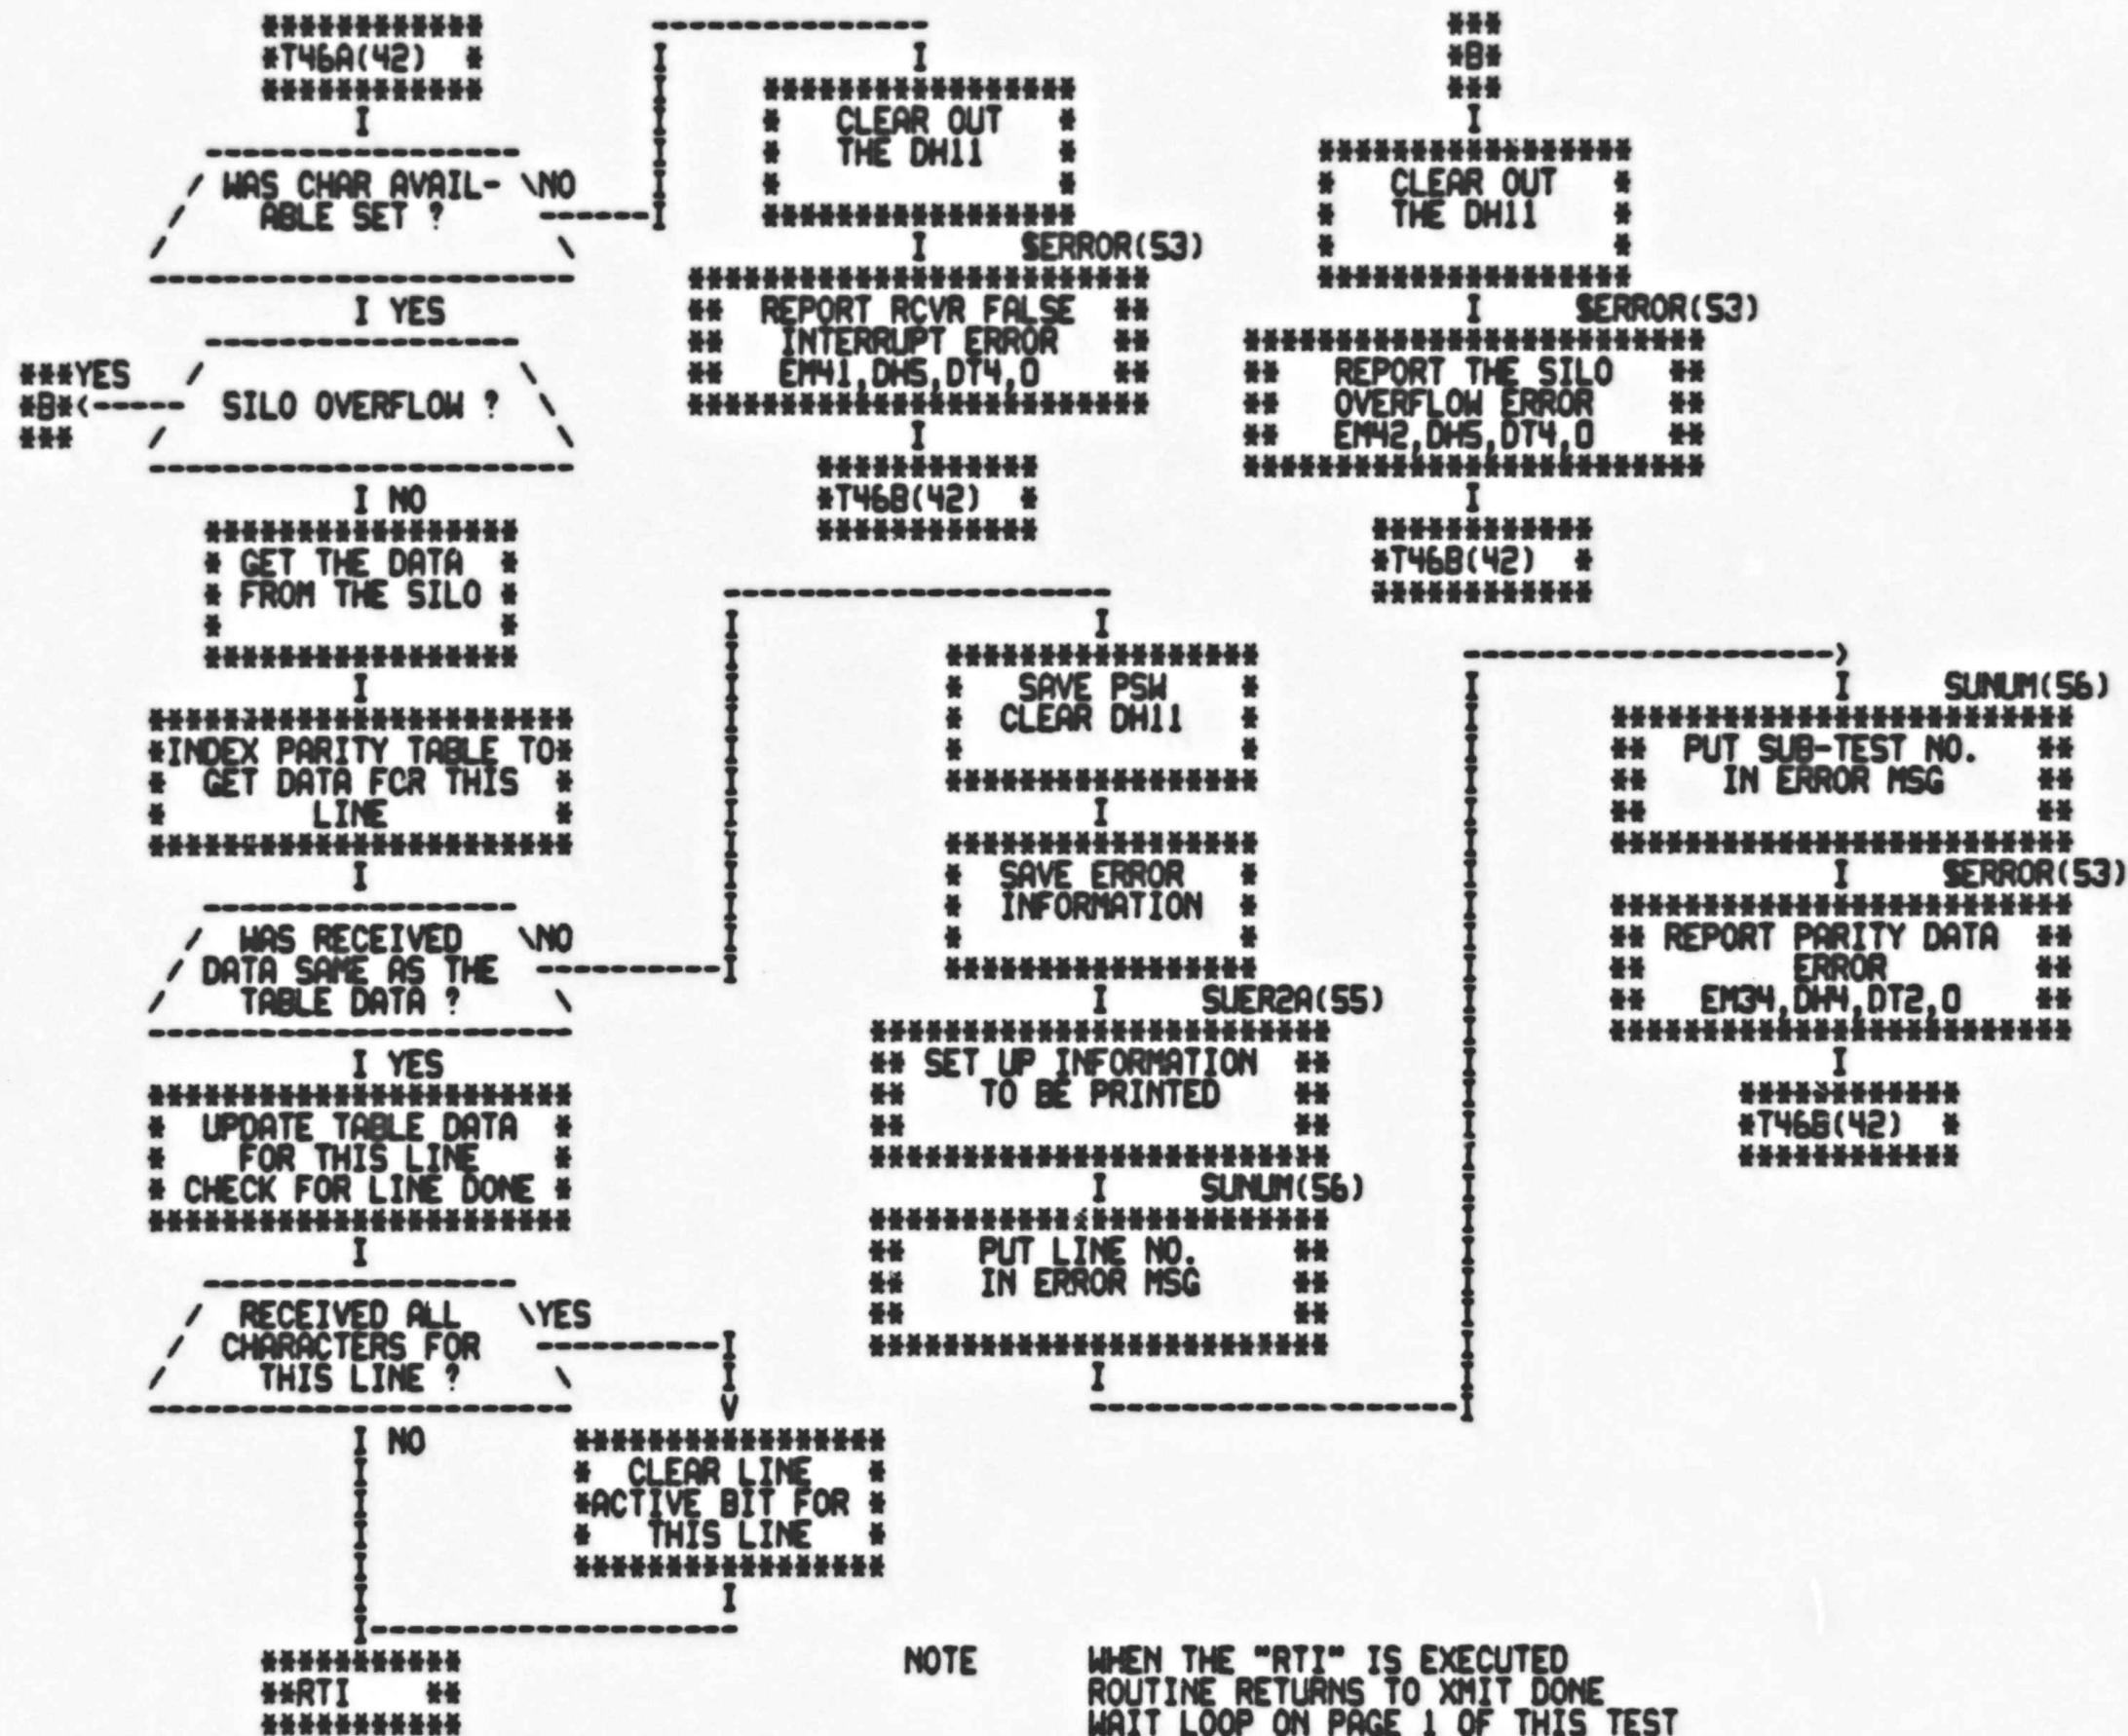 *T46A(42) *
WAS CHAR AVAIL-
ABLE SET ?
NO
YES
SILO OVERFLOW ?
YES
*B*
NO
GET THE DATA
FROM THE SILO
INDEX PARITY TABLE TO
GET DATA FOR THIS
LINE
WAS RECEIVED
DATA SAME AS THE
TABLE DATA ?
NO
YES
UPDATE TABLE DATA
FOR THIS LINE
CHECK FOR LINE DONE
RECEIVED ALL
CHARACTERS FOR
THIS LINE ?
YES
NO
CLEAR LINE
ACTIVE BIT FOR
THIS LINE
**RTI **
CLEAR OUT
THE DH11
$ERROR(53)
REPORT RCVR FALSE
INTERRUPT ERROR
EM41,DH5,DT4,0
*T46B(42) *
SAVE PSW
CLEAR DH11
SAVE ERROR
INFORMATION
SUER2A(55)
SET UP INFORMATION
TO BE PRINTED
SUNUM(56)
PUT LINE NO.
IN ERROR MSG
*B*
CLEAR OUT
THE DH11
$ERROR(53)
REPORT THE SILO
OVERFLOW ERROR
EM42,DH5,DT4,0
*T46B(42) *
SUNUM(56)
PUT SUB-TEST NO.
IN ERROR MSG
$ERROR(53)
REPORT PARITY DATA
ERROR
EM34,DH4,DT2,0
*T46B(42) *
NOTE WHEN THE "RTI" IS EXECUTED
ROUTINE RETURNS TO XMIT DONE
WAIT LOOP ON PAGE 1 OF THIS TEST